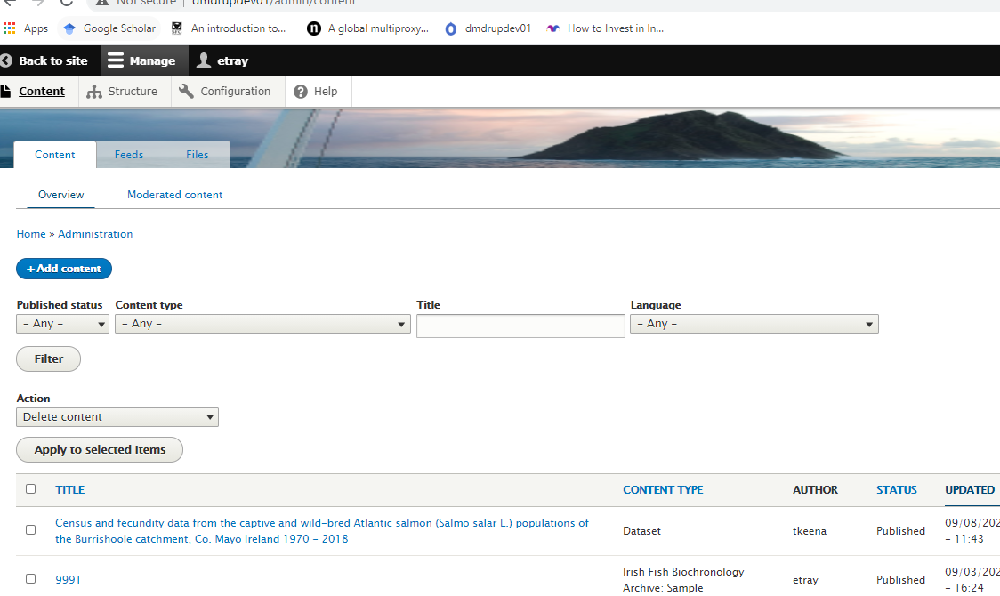 Not secure | dmdrupdev01/admin/content
Apps Google Scholar An introduction to... A global multiproxy... dmdrupdev01 How to Invest in In...
Back to site Manage etray
Content Structure Configuration Help
Content Feeds Files
Overview Moderated content
Home » Administration
+ Add content
Published status Content type Title Language
- Any - - Any - - Any -
Filter
Action
Delete content
Apply to selected items
TITLE CONTENT TYPE AUTHOR STATUS UPDATED
Census and fecundity data from the captive and wild-bred Atlantic salmon (Salmo salar L.) populations of
the Burrishoole catchment, Co. Mayo Ireland 1970 - 2018
Dataset tkeena Published
09/08/202
- 11:43
9991
Irish Fish Biochronology
Archive: Sample
etray Published
09/03/202
- 16:24